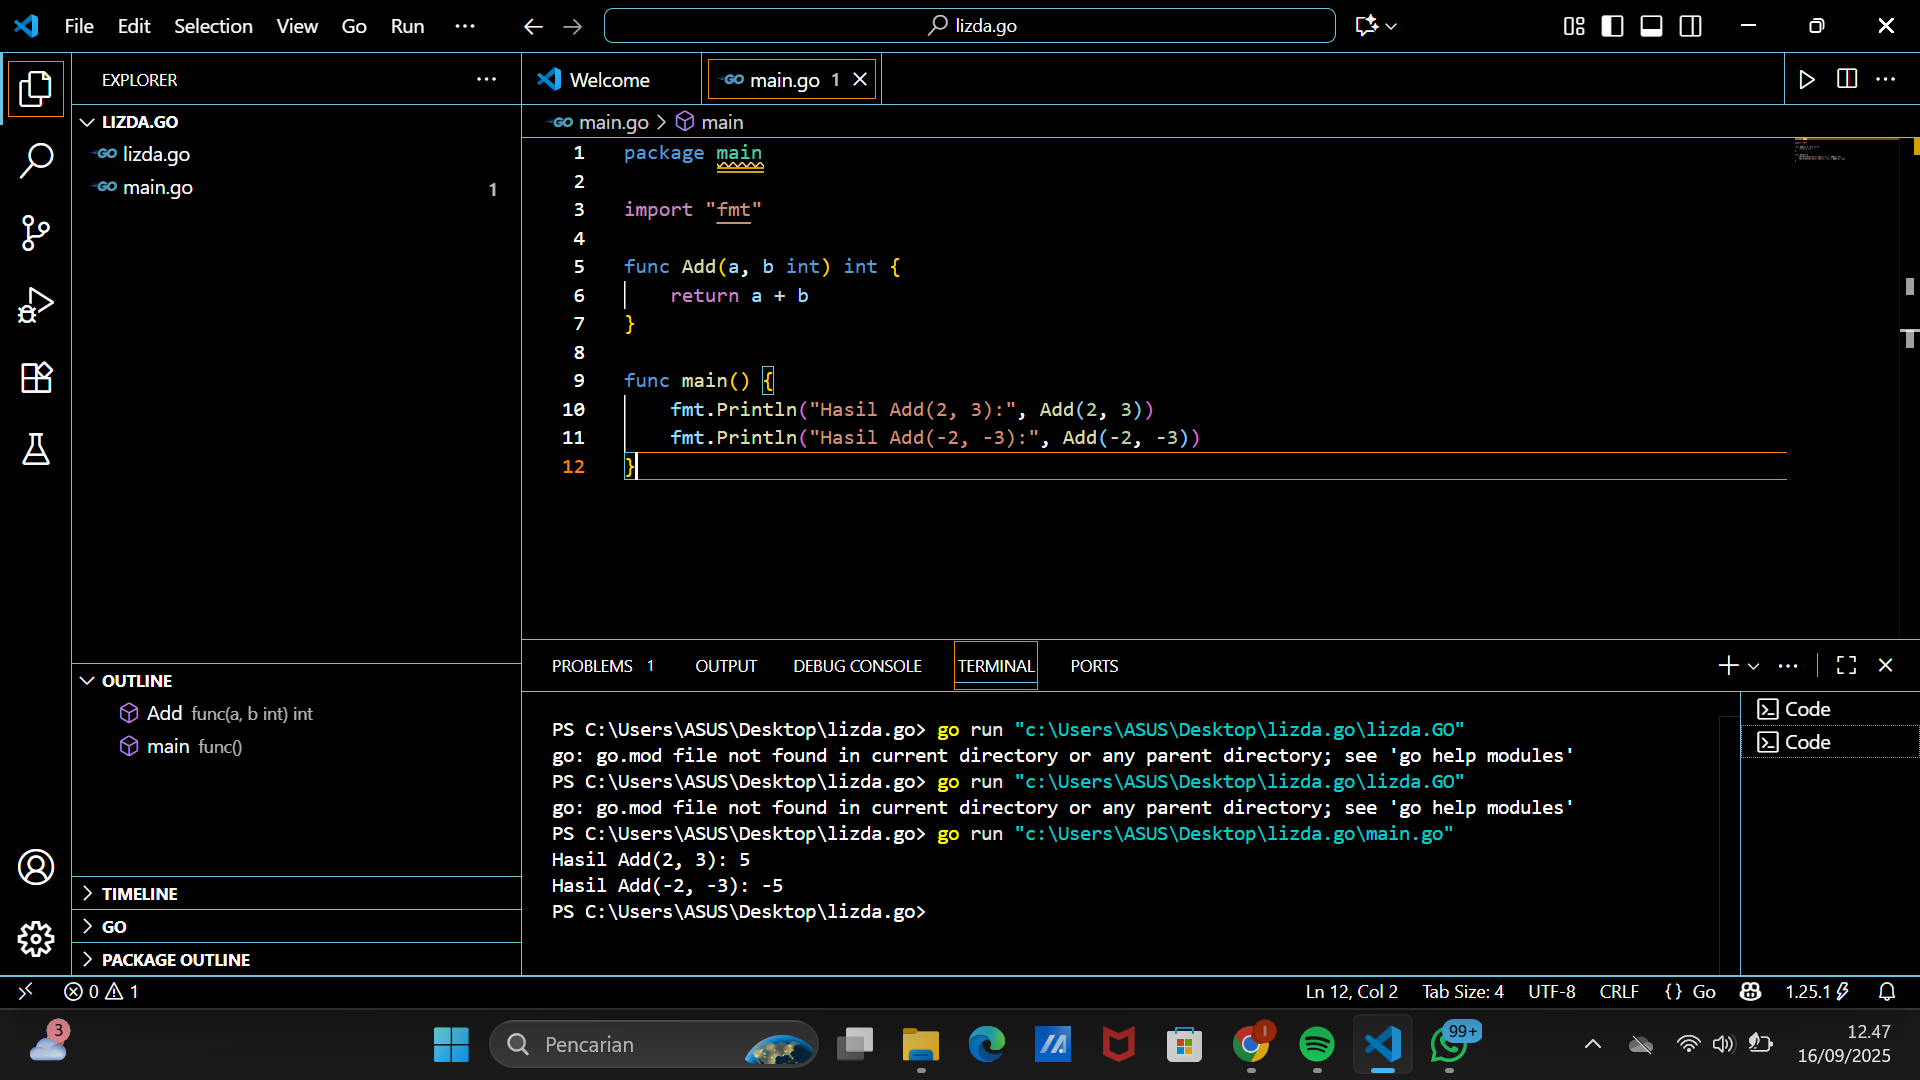 File Edit Selection View Go Run ··· lizda.go
EXPLORER ···
LIZDA.GO
GO lizda.go
GO main.go 1
Welcome
GO main.go 1
GO main.go > main
1 package main
2
3 import "fmt"
4
5 func Add(a, b int) int {
6 return a + b
7 }
8
9 func main() {
10 fmt.Println("Hasil Add(2, 3):", Add(2, 3))
11 fmt.Println("Hasil Add(-2, -3):", Add(-2, -3))
12 }
OUTLINE
Add func(a, b int) int
main func()
TIMELINE
GO
PACKAGE OUTLINE
PROBLEMS 1 OUTPUT DEBUG CONSOLE TERMINAL PORTS
PS C:\Users\ASUS\Desktop\lizda.go> go run "c:\Users\ASUS\Desktop\lizda.go\lizda.GO"
go: go.mod file not found in current directory or any parent directory; see 'go help modules'
PS C:\Users\ASUS\Desktop\lizda.go> go run "c:\Users\ASUS\Desktop\lizda.go\lizda.GO"
go: go.mod file not found in current directory or any parent directory; see 'go help modules'
PS C:\Users\ASUS\Desktop\lizda.go> go run "c:\Users\ASUS\Desktop\lizda.go\main.go"
Hasil Add(2, 3): 5
Hasil Add(-2, -3): -5
PS C:\Users\ASUS\Desktop\lizda.go>
Code
Code
0 1
Ln 12, Col 2 Tab Size: 4 UTF-8 CRLF {} Go 1.25.1
3
Pencarian
99+
12.47
16/09/2025